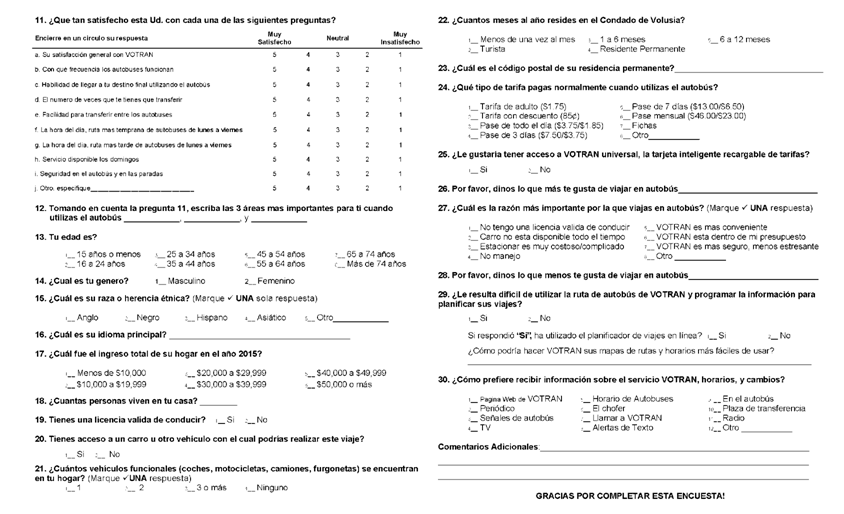 11. ¿Que tan satisfecho esta Ud. con cada una de las siguientes preguntas?
Encierre en un circulo su respuesta Muy Satisfecho Neutral Muy Insatisfecho
a. Su satisfacción general con VOTRAN 5 4 3 2 1
b. Con que frecuencia los autobuses funcionan 5 4 3 2 1
c. Habilidad de llegar a tu destino final utilizando el autobus 5 4 3 2 1
d. El numero de veces que te tienes que transferir 5 4 3 2 1
e. Facilidad para transferir entre los autobuses 5 4 3 2 1
f. La hora del día, ruta mas temprana de autobuses de lunes a viernes 5 4 3 2 1
g. La hora del día, ruta mas tarde de autobuses de lunes a viernes 5 4 3 2 1
h. Servicio disponible los domingos 5 4 3 2 1
i. Seguridad en el autobús y en las paradas 5 4 3 2 1
j. Otro, especifique____________________ 5 4 3 2 1
12. Tomando en cuenta la pregunta 11, escriba las 3 áreas mas importantes para ti cuando
utilizas el autobús ____________, ____________, y ____________
13. Tu edad es?
1__ 15 años o menos 3__ 25 a 34 años 5__ 45 a 54 años 7__ 65 a 74 años
2__ 16 a 24 años 4__ 35 a 44 años 6__ 55 a 64 años 8__ Más de 74 años
14. ¿Cual es tu genero? 1__ Masculino 2__ Femenino
15. ¿Cuál es su raza o herencia étnica? (Marque ✓ UNA sola respuesta)
1__ Anglo 2__ Negro 3__ Hispano 4__ Asiático 5__ Otro____________
16. ¿Cuál es su idioma principal? ____________________
17. ¿Cuál fue el ingreso total de su hogar en el año 2015?
1__ Menos de $10,000 3__ $20,000 a $29,999 5__ $40,000 a $49,999
2__ $10,000 a $19,999 4__ $30,000 a $39,999 6__ $50,000 o más
18. ¿Cuantas personas viven en tu casa? ________
19. Tienes una licencia valida de conducir? 1__ Si 2__ No
20. Tienes acceso a un carro u otro vehículo con el cual podrías realizar este viaje?
1__ Si 2__ No
21. ¿Cuántos vehículos funcionales (coches, motocicletas, camiones, furgonetas) se encuentran
en tu hogar? (Marque ✓UNA respuesta)
1__ 1 2__ 2 3__ 3 o más 4__ Ninguno
22. ¿Cuantos meses al año resides en el Condado de Volusia?
1__ Menos de una vez al mes 3__ 1 a 6 meses 5__ 6 a 12 meses
2__ Turista 4__ Residente Permanente
23. ¿Cuál es el código postal de su residencia permanente?____________________
24. ¿Qué tipo de tarifa pagas normalmente cuando utilizas el autobús?
1__ Tarifa de adulto ($1.75) 5__ Pase de 7 días ($13.00/$6.50)
2__ Tarifa con descuento (85¢) 6__ Pase mensual ($46.00/$23.00)
3__ Pase de todo el día ($3.75/$1.85) 7__ Fichas
4__ Pase de 3 días ($7.50/$3.75) 8__ Otro____________
25. ¿Le gustaria tener acceso a VOTRAN universal, la tarjeta inteligente recargable de tarifas?
1__ Si 2__ No
26. Por favor, dinos lo que más te gusta de viajar en autobús____________________
27. ¿Cuál es la razón más importante por la que viajas en autobús? (Marque ✓ UNA respuesta)
1__ No tengo una licencia valida de conducir 5__ VOTRAN es mas conveniente
2__ Carro no esta disponible todo el tiempo 6__ VOTRAN esta dentro de mi presupuesto
3__ Estacionar es muy costoso/complicado 7__ VOTRAN es mas seguro, menos estresante
4__ No manejo 8__ Otro ____________
28. Por favor, dinos lo que menos te gusta de viajar en autobús____________________
29. ¿Le resulta difícil de utilizar la ruta de autobús de VOTRAN y programar la información para
planificar sus viajes?
1__ Si 2__ No
Si respondió "Si", ha utilizado el planificador de viajes en línea? 1__ Si 2__ No
¿Cómo podría hacer VOTRAN sus mapas de rutas y horarios más fáciles de usar?
____________________
30. ¿Cómo prefiere recibir información sobre el servicio VOTRAN, horarios, y cambios?
1__ Pagina Web de VOTRAN 5__ Horario de Autobuses 9__ En el autobús
2__ Periódico 6__ El chofer 10__ Plaza de transferencia
3__ Señales de autobús 7__ Llamar a VOTRAN 11__ Radio
4__ TV 8__ Alertas de Texto 12__ Otro ____________
Comentarios Adicionales:____________________
____________________
____________________
GRACIAS POR COMPLETAR ESTA ENCUESTA!